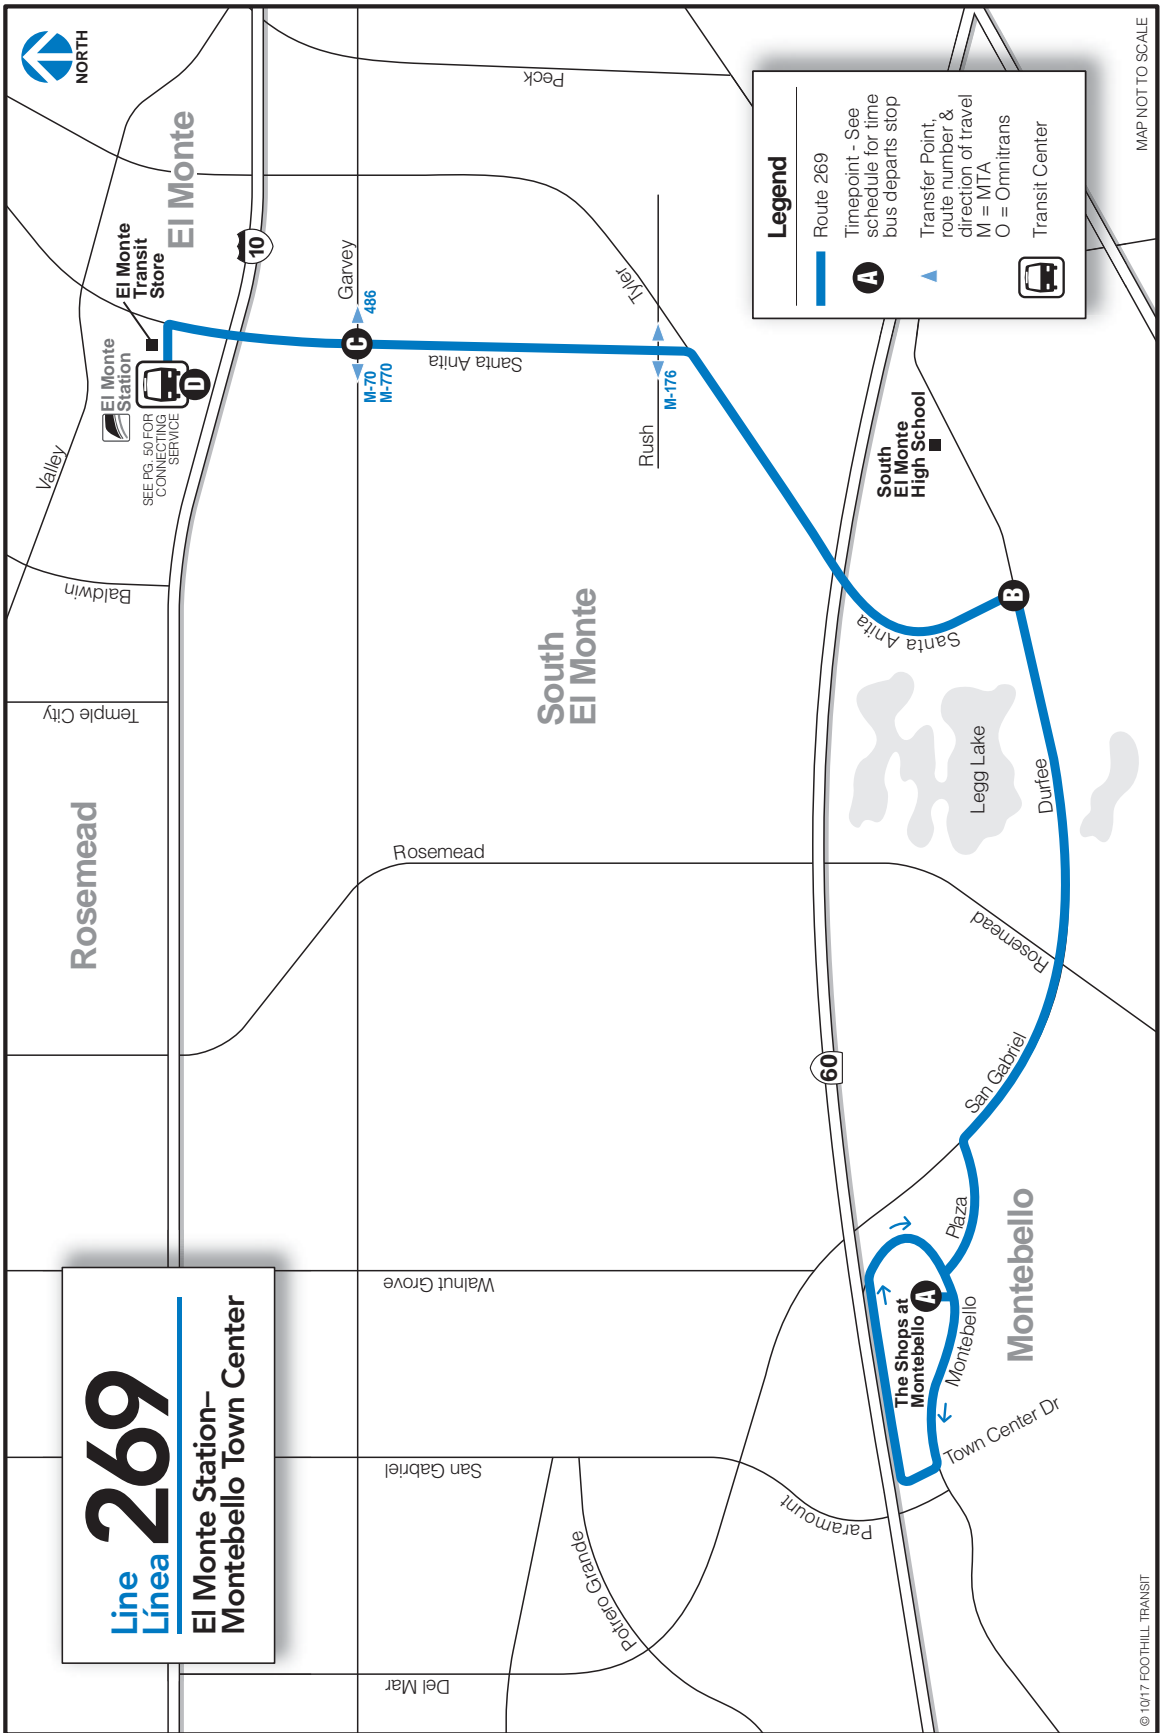 Line
Línea
269
El Monte Station–
Montebello Town Center
NORTH
Rosemead
El Monte
South
El Monte
Montebello
Valley
Baldwin
Temple City
El Monte
Station
SEE PG. 50 FOR
CONNECTING
SERVICE
D
El Monte
Transit
Store
10
Peck
Garvey
486
C
M-70
M-770
Santa Anita
Tyler
Rush
M-176
Rosemead
Walnut Grove
San Gabriel
Del Mar
Potrero Grande
Paramount
60
South
El Monte
High School
Santa Anita
B
Legg Lake
Durfee
Rosemead
San Gabriel
Plaza
The Shops at
Montebello
A
Montebello
Town Center Dr
Legend
Route 269
A
Timepoint - See
schedule for time
bus departs stop
Transfer Point,
route number &
direction of travel
M = MTA
O = Omnitrans
Transit Center
MAP NOT TO SCALE
© 10/17 FOOTHILL TRANSIT